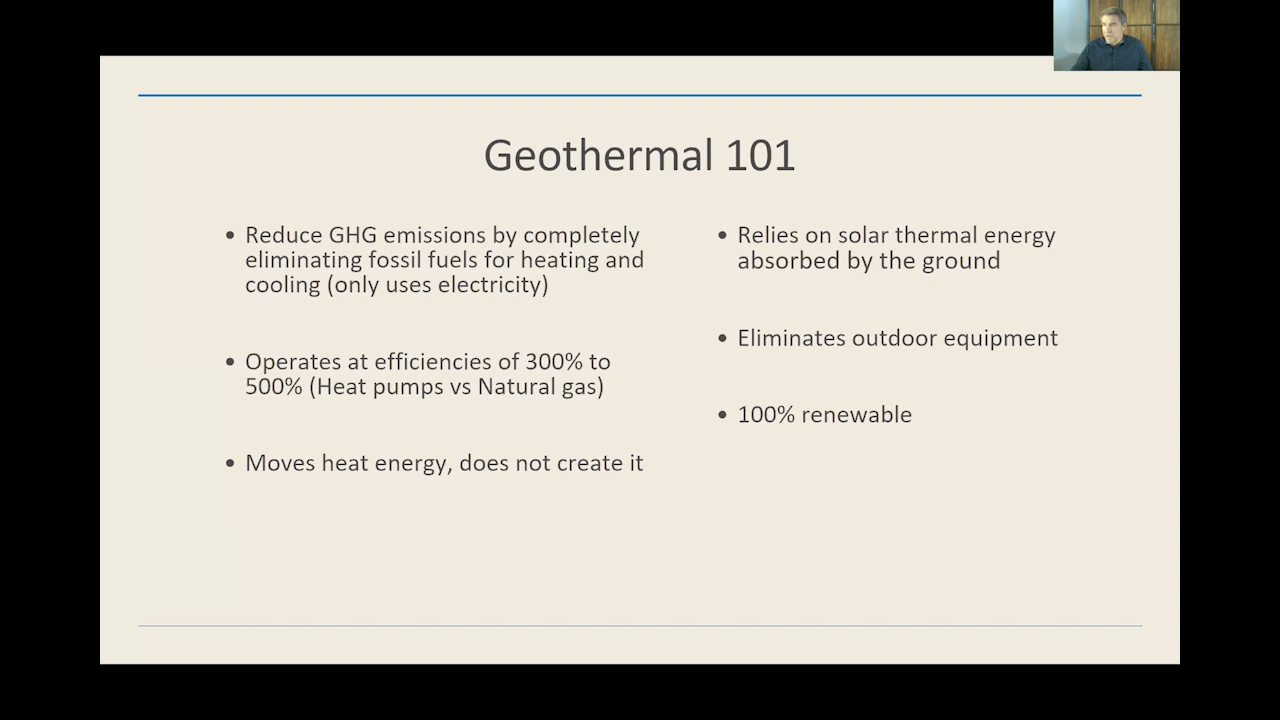 Geothermal 101
• Reduce GHG emissions by completely
eliminating fossil fuels for heating and
cooling (only uses electricity)
• Operates at efficiencies of 300% to
500% (Heat pumps vs Natural gas)
• Moves heat energy, does not create it
• Relies on solar thermal energy
absorbed by the ground
• Eliminates outdoor equipment
• 100% renewable